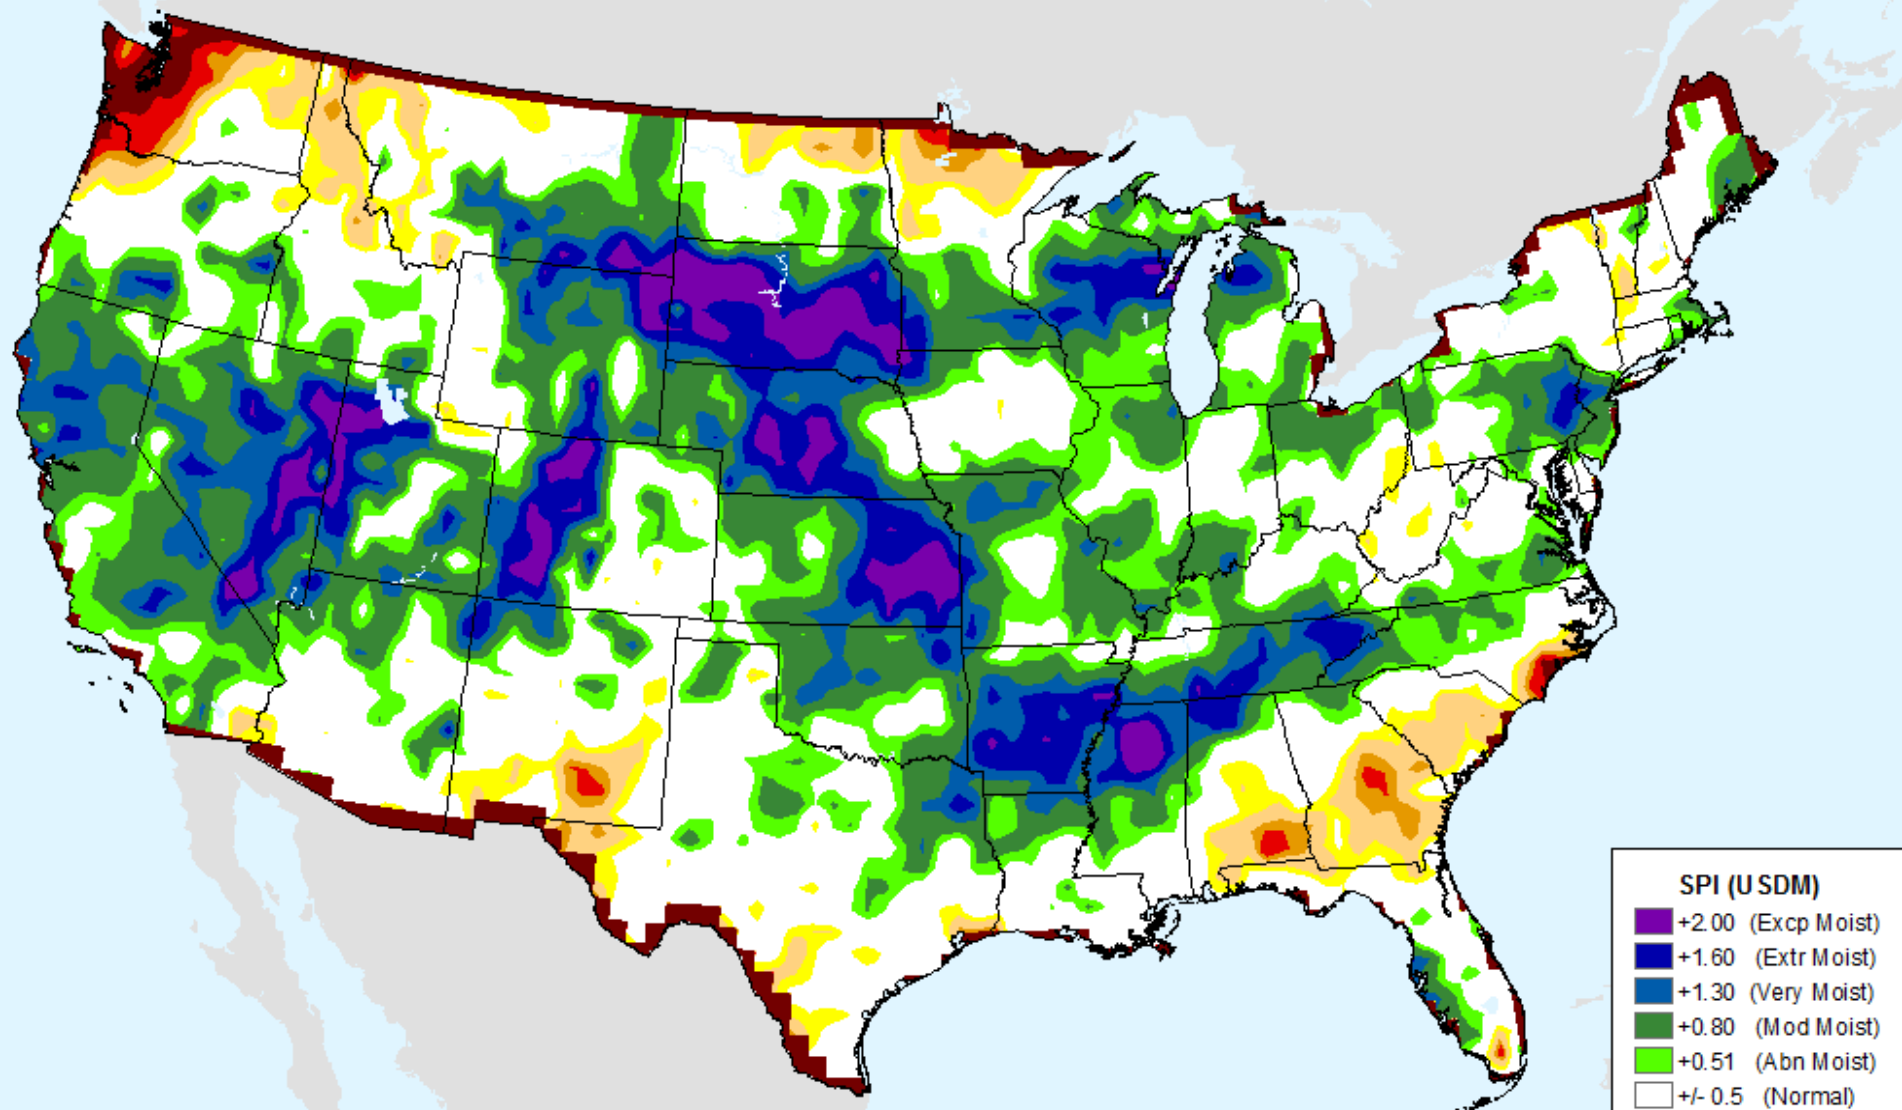 SPI (USDM)
+2.00 (Excp Moist)
+1.60 (Extr Moist)
+1.30 (Very Moist)
+0.80 (Mod Moist)
+0.51 (Abn Moist)
+/- 0.5 (Normal)